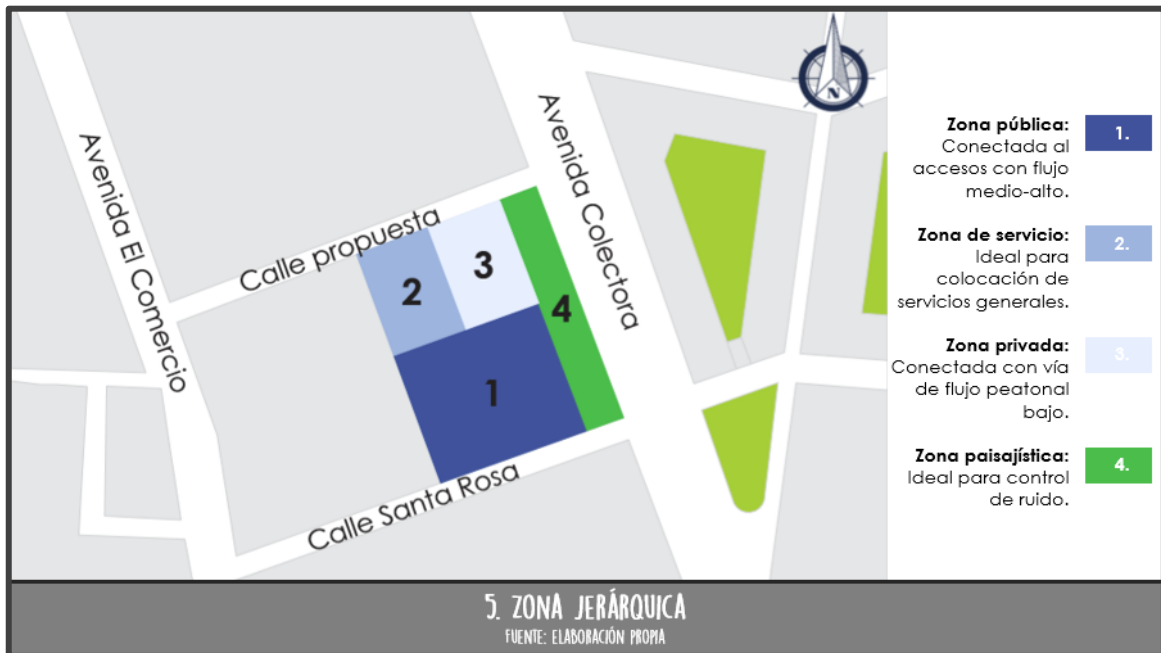 N
Avenida El Comercio
Calle propuesta
Avenida Colectora
Calle Santa Rosa
2
3
4
1
Zona pública:
Conectada al
accesos con flujo
medio-alto.
1.
Zona de servicio:
Ideal para
colocación de
servicios generales.
2.
Zona privada:
Conectada con vía
de flujo peatonal
bajo.
3.
Zona paisajística:
Ideal para control
de ruido.
4.
5. ZONA JERÁRQUICA
FUENTE: ELABORACIÓN PROPIA